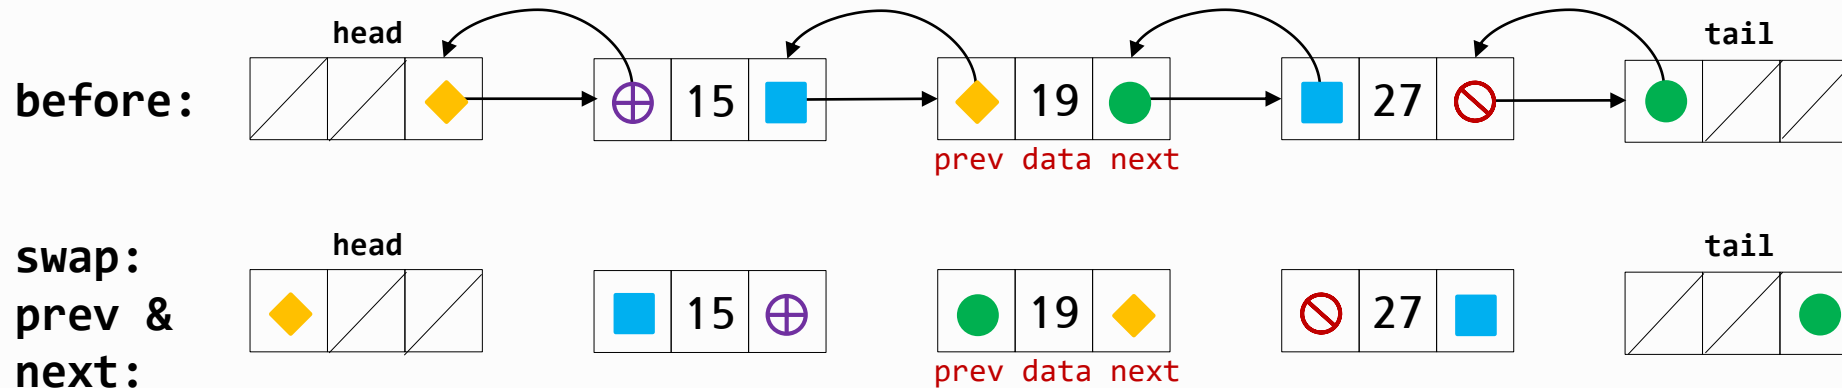 head tail
before: 15 19 27
prev data next
swap: head tail
prev & 15 19 27
next: prev data next